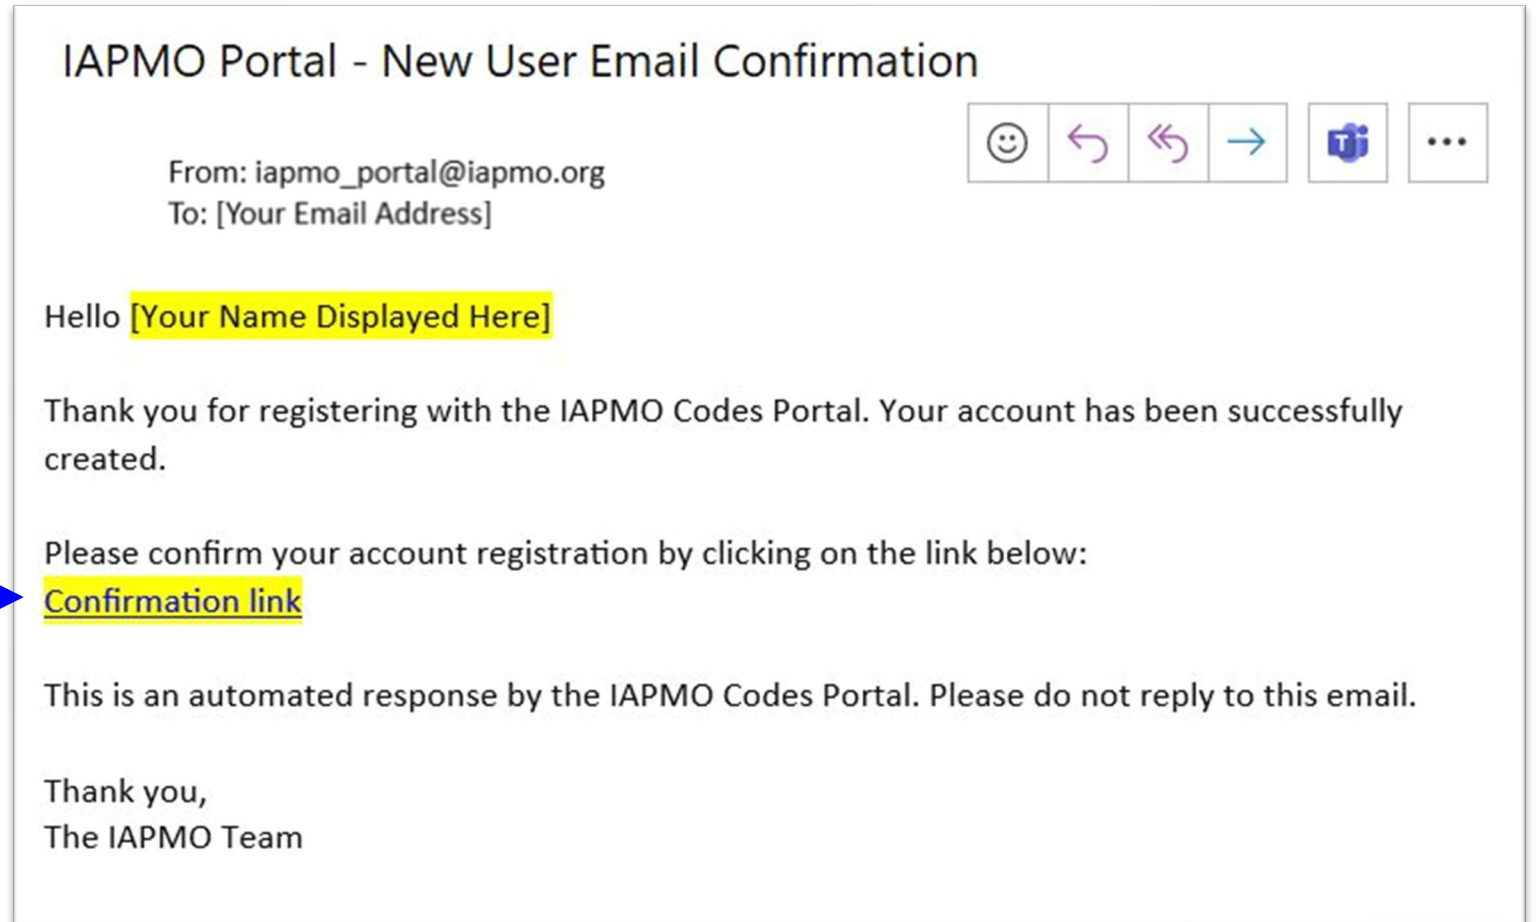 IAPMO Portal - New User Email Confirmation
From: iapmo_portal@iapmo.org
To: [Your Email Address]
Hello [Your Name Displayed Here]
Thank you for registering with the IAPMO Codes Portal. Your account has been successfully
created.
Please confirm your account registration by clicking on the link below:
Confirmation link
This is an automated response by the IAPMO Codes Portal. Please do not reply to this email.
Thank you,
The IAPMO Team